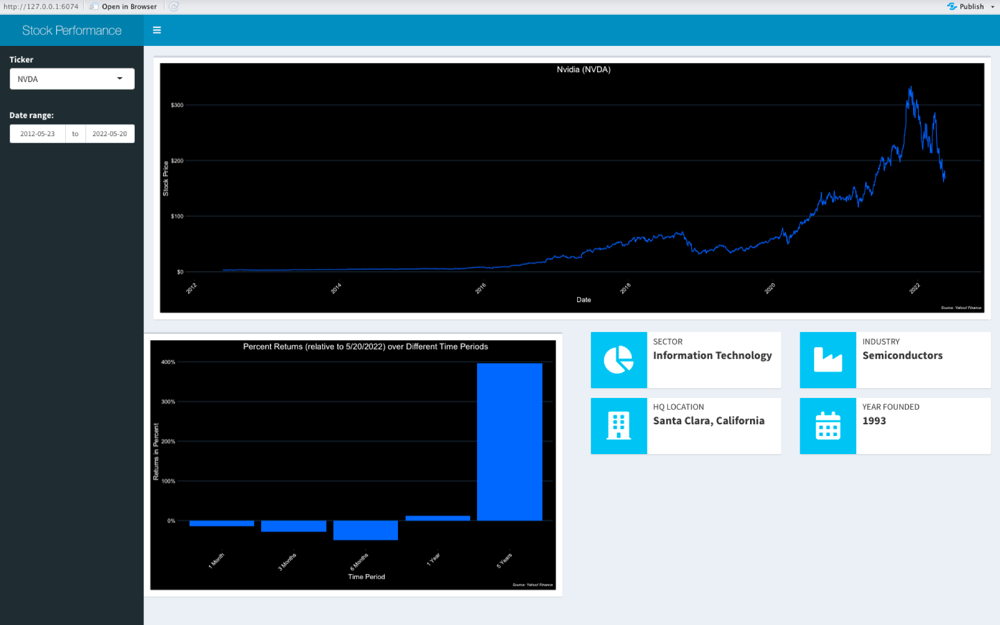 http://127.0.0.1:6074 Open in Browser Publish
Stock Performance
Ticker
NVDA
Date range:
2012-05-23 to 2022-05-20
Nvidia (NVDA)
$300
$200
$100
$0
Stock Price
2012 2014 2016 2018 2020 2022
Date
Source: Yahoo! Finance
Percent Returns (relative to 5/20/2022) over Different Time Periods
400%
300%
200%
100%
0%
Returns in Percent
1 Month 3 Months 6 Months 1 Year 5 Years
Time Period
Source: Yahoo! Finance
SECTOR
Information Technology
INDUSTRY
Semiconductors
HQ LOCATION
Santa Clara, California
YEAR FOUNDED
1993